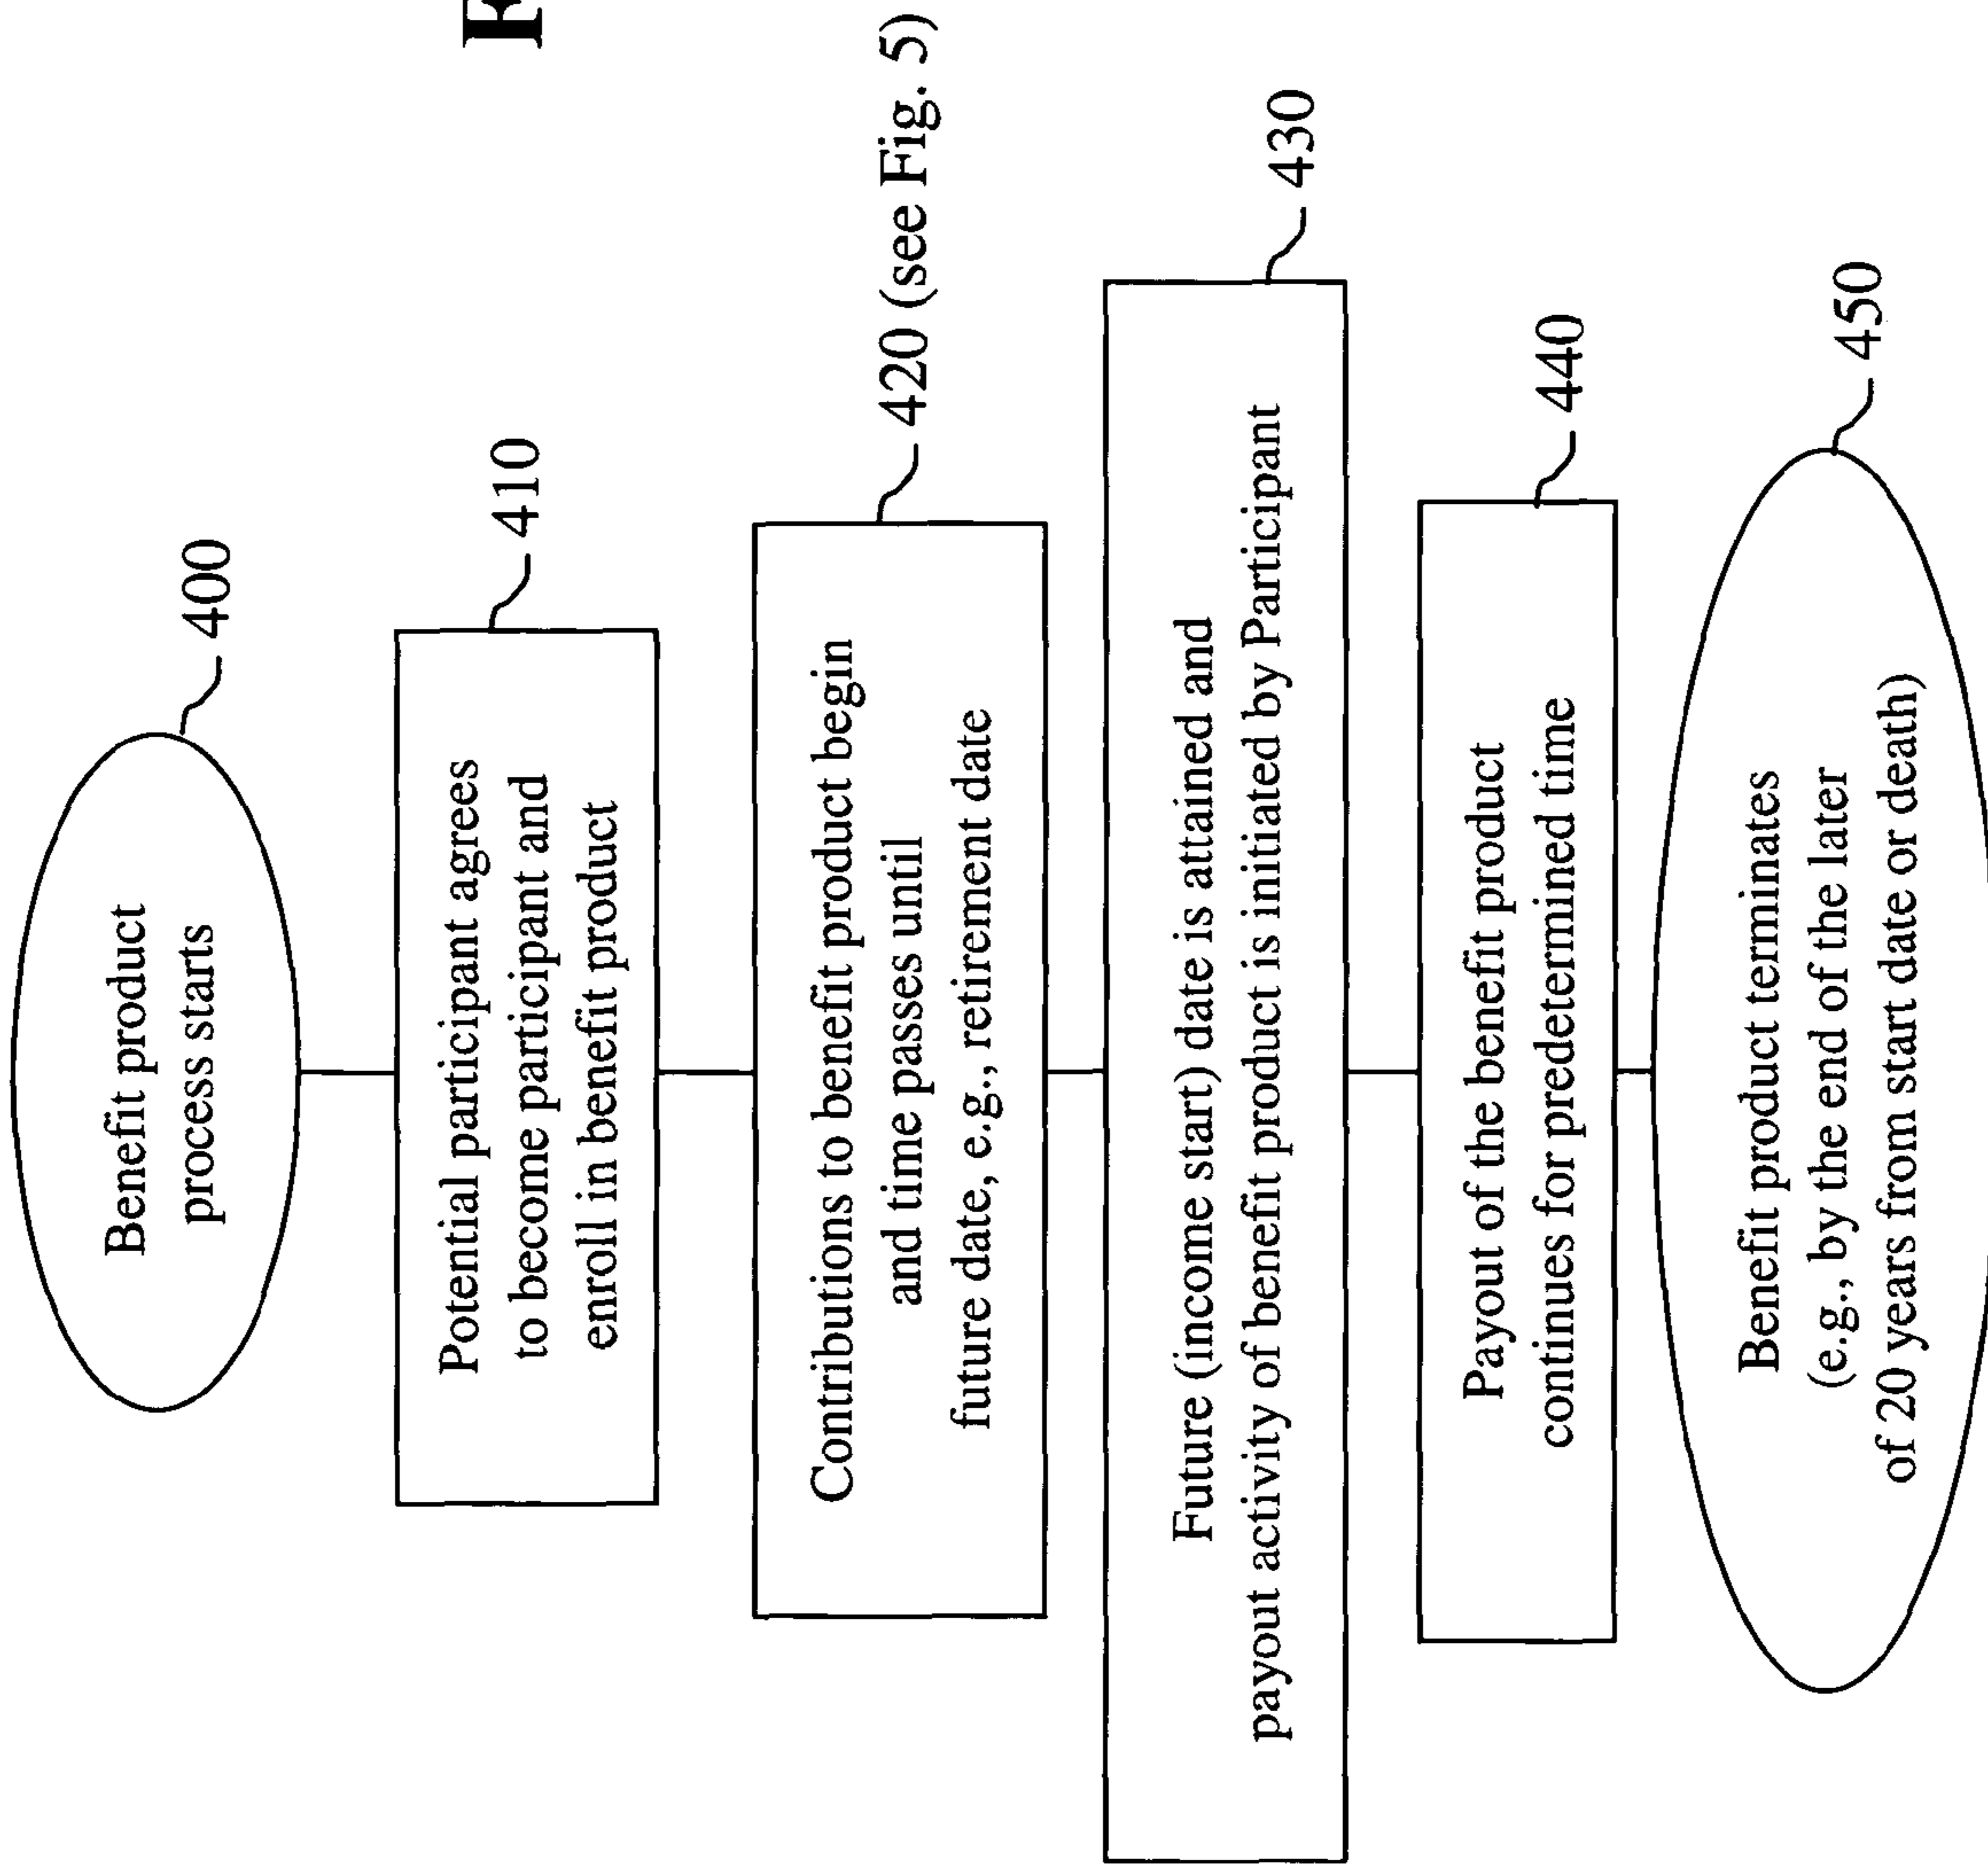 Benefit product
process starts
400
Potential participant agrees
to become participant and
enroll in benefit product
410
Contributions to benefit product begin
and time passes until
future date, e.g., retirement date
420 (see Fig. 5)
Future (income start) date is attained and
payout activity of benefit product is initiated by Participant
430
Payout of the benefit product
continues for predetermined time
440
Benefit product terminates
(e.g., by the end of the later
of 20 years from start date or death)
450